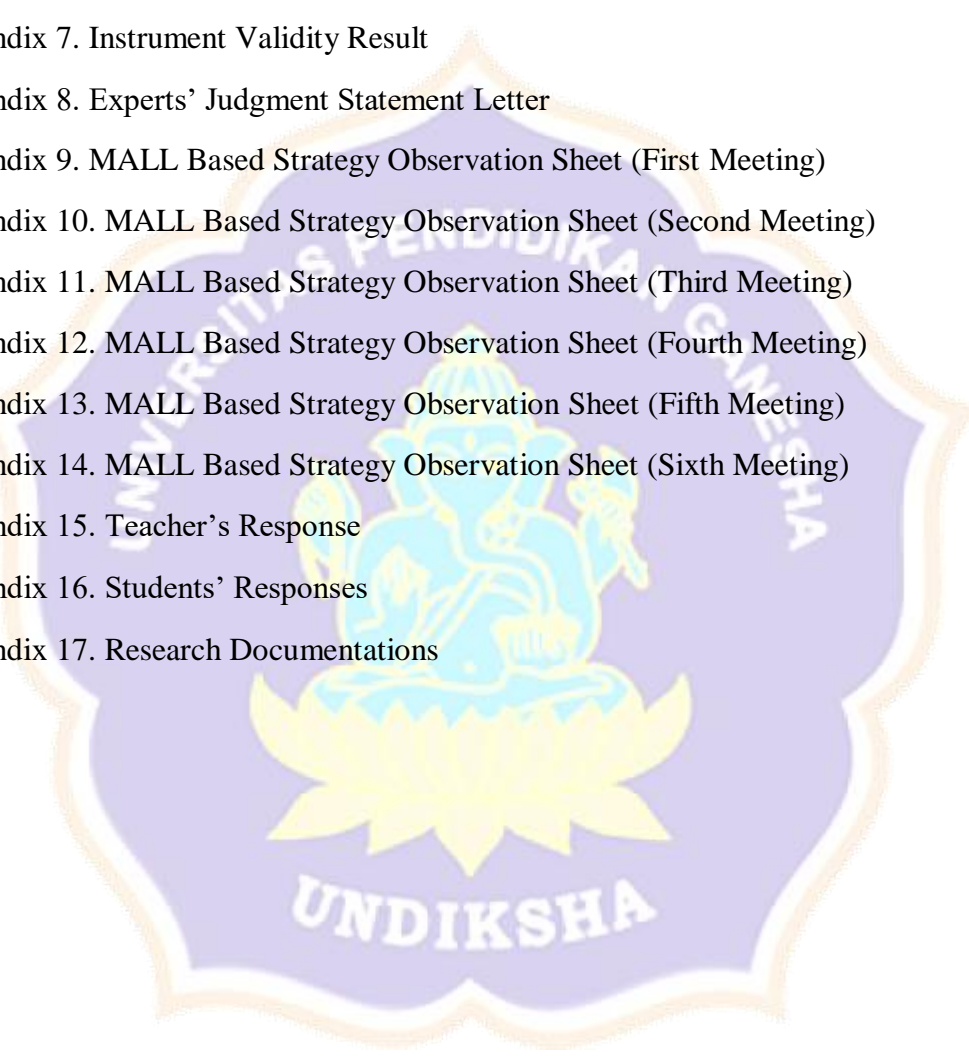 ndix 7. Instrument Validity Result
ndix 8. Experts' Judgment Statement Letter
ndix 9. MALL Based Strategy Observation Sheet (First Meeting)
ndix 10. MALL Based Strategy Observation Sheet (Second Meeting)
ndix 11. MALL Based Strategy Observation Sheet (Third Meeting)
ndix 12. MALL Based Strategy Observation Sheet (Fourth Meeting)
ndix 13. MALL Based Strategy Observation Sheet (Fifth Meeting)
ndix 14. MALL Based Strategy Observation Sheet (Sixth Meeting)
ndix 15. Teacher's Response
ndix 16. Students' Responses
ndix 17. Research Documentations
UNIVERSITAS PENDIDIKAN GANESHA
UNDIKSHA